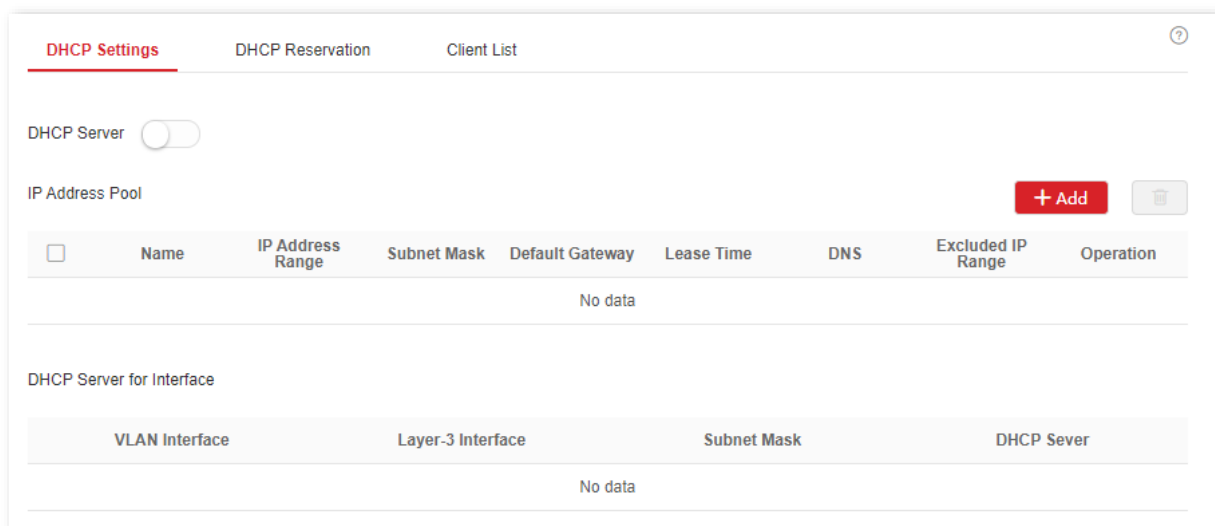 DHCP Settings DHCP Reservation Client List ?
DHCP Server
IP Address Pool + Add
Name IP Address Range Subnet Mask Default Gateway Lease Time DNS Excluded IP Range Operation
No data
DHCP Server for Interface
VLAN Interface Layer-3 Interface Subnet Mask DHCP Sever
No data